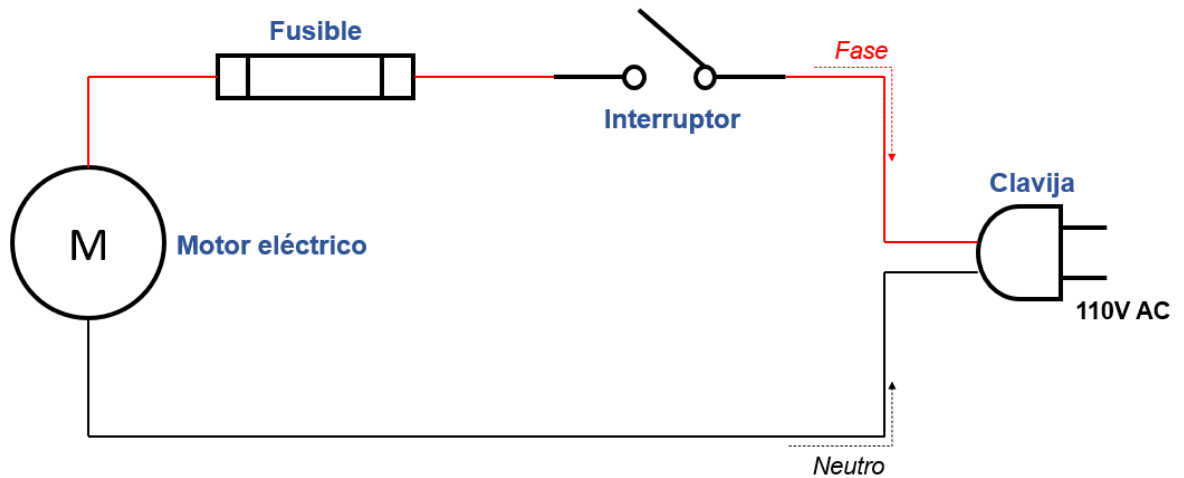 Fusible
Fase
Interruptor
Clavija
M
Motor eléctrico
110V AC
Neutro